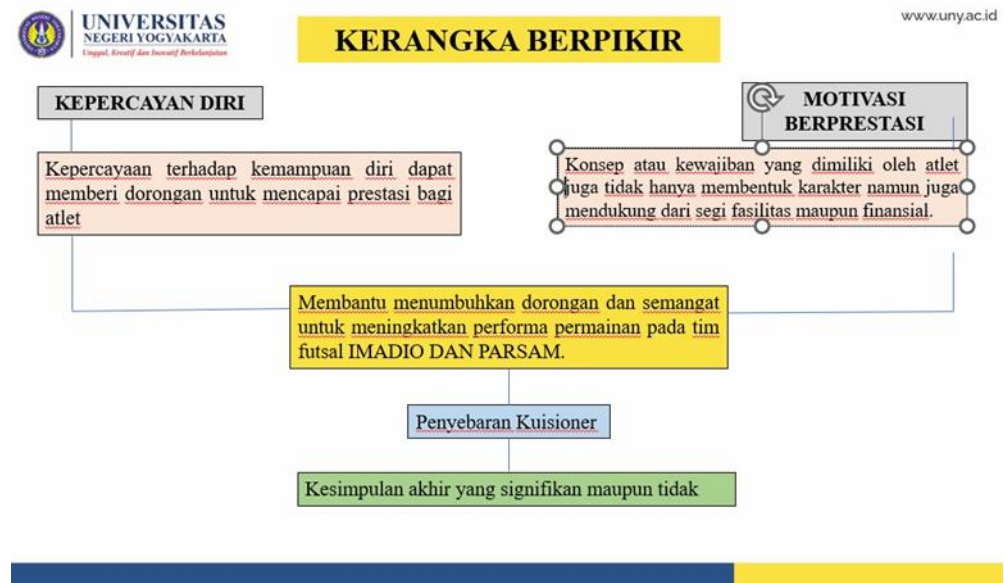 UNIVERSITAS
NEGERI YOGYAKARTA
Unggul, Kreatif dan Inovatif Berkelanjutan
www.uny.ac.id
KERANGKA BERPIKIR
KEPERCAYAN DIRI
MOTIVASI
BERPRESTASI
Kepercayaan terhadap kemampuan diri dapat
memberi dorongan untuk mencapai prestasi bagi
atlet
Konsep atau kewajiban yang dimiliki oleh atlet
juga tidak hanya membentuk karakter namun juga
mendukung dari segi fasilitas maupun finansial.
Membantu menumbuhkan dorongan dan semangat
untuk meningkatkan performa permainan pada tim
futsal IMADIO DAN PARSAM.
Penyebaran Kuisioner
Kesimpulan akhir yang signifikan maupun tidak